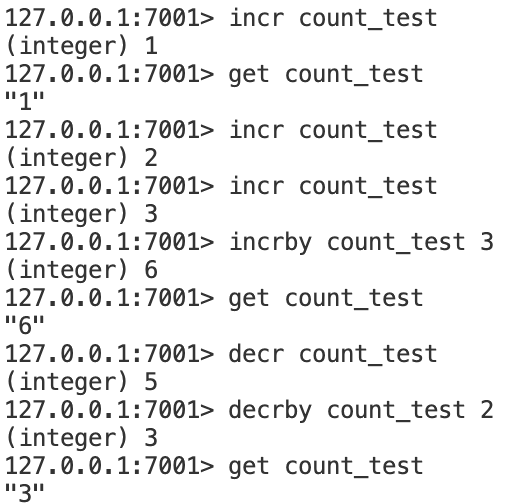 127.0.0.1:7001> incr count_test
(integer) 1
127.0.0.1:7001> get count_test
"1"
127.0.0.1:7001> incr count_test
(integer) 2
127.0.0.1:7001> incr count_test
(integer) 3
127.0.0.1:7001> incrby count_test 3
(integer) 6
127.0.0.1:7001> get count_test
"6"
127.0.0.1:7001> decr count_test
(integer) 5
127.0.0.1:7001> decrby count_test 2
(integer) 3
127.0.0.1:7001> get count_test
"3"